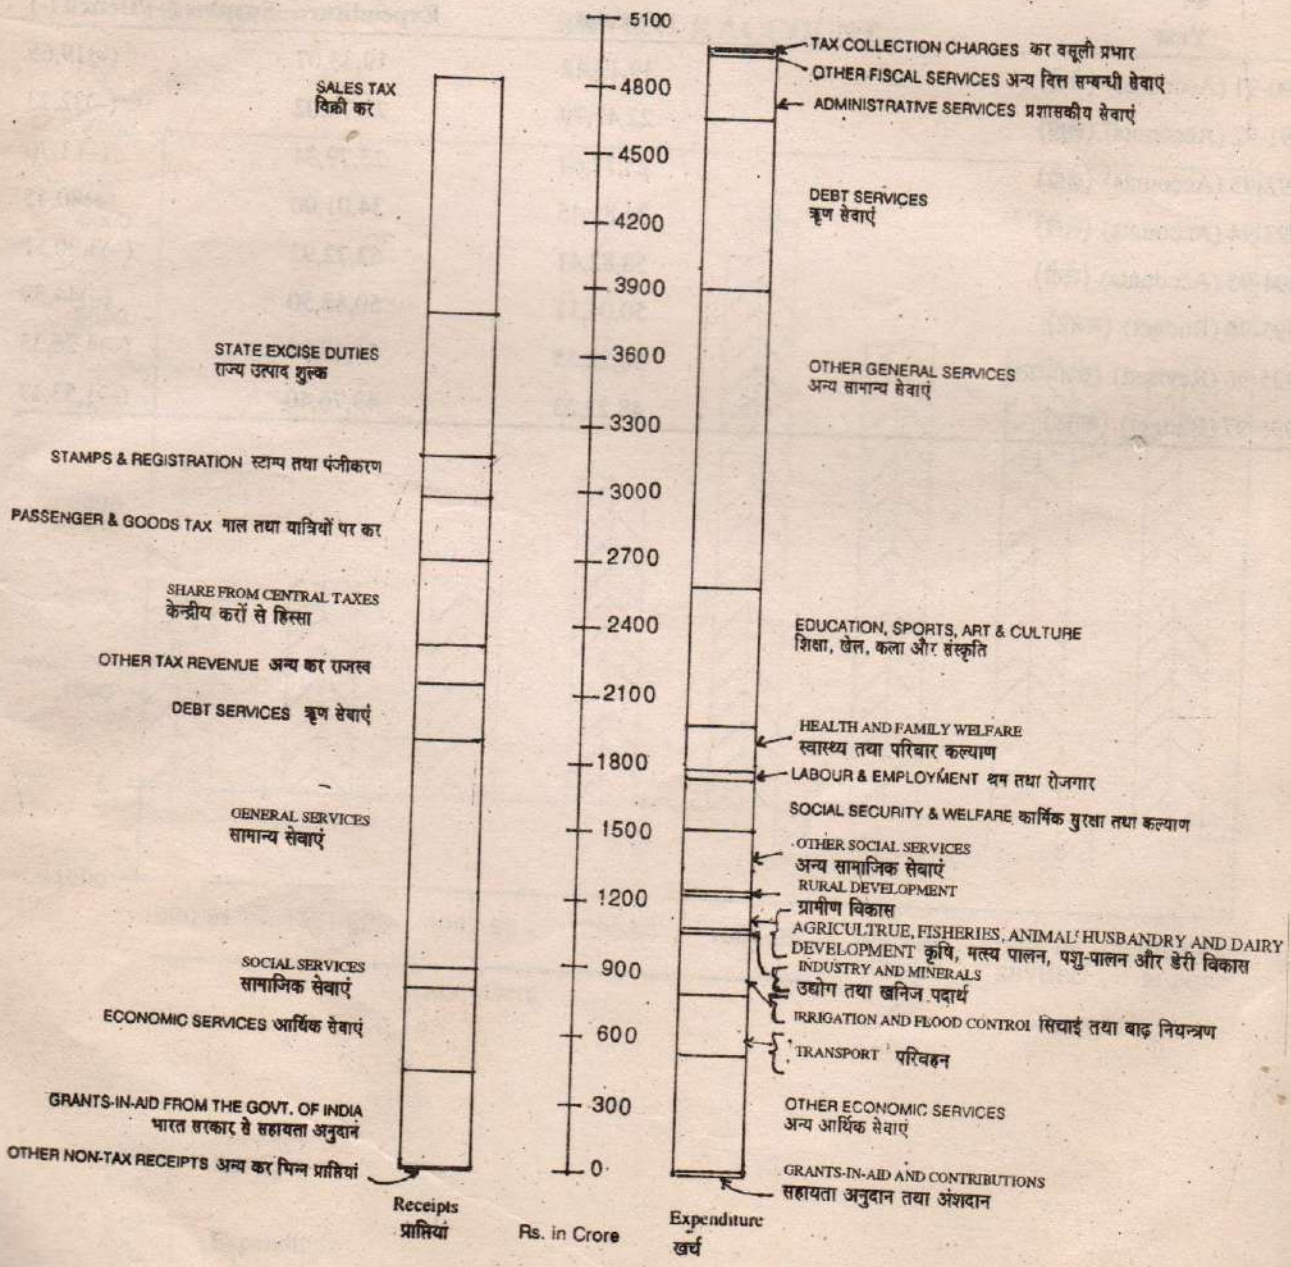 5100
4800
4500
4200
3900
3600
3300
3000
2700
2400
2100
1800
1500
1200
900
600
300
0
SALES TAX
विक्री कर
STATE EXCISE DUTIES
राज्य उत्पाद शुल्क
STAMPS & REGISTRATION स्टाम्प तथा पंजीकरण
PASSENGER & GOODS TAX माल तथा यात्रियों पर कर
SHARE FROM CENTRAL TAXES
केन्द्रीय करों से हिस्सा
OTHER TAX REVENUE अन्य कर राजस्व
DEBT SERVICES ऋण सेवाएं
GENERAL SERVICES
सामान्य सेवाएं
SOCIAL SERVICES
सामाजिक सेवाएं
ECONOMIC SERVICES आर्थिक सेवाएं
GRANTS-IN-AID FROM THE GOVT. OF INDIA
भारत सरकार से सहायता अनुदान
OTHER NON-TAX RECEIPTS अन्य कर भिन्न प्राप्तियां
TAX COLLECTION CHARGES कर वसूली प्रभार
OTHER FISCAL SERVICES अन्य वित्त सम्बन्धी सेवाएं
ADMINISTRATIVE SERVICES प्रशासकीय सेवाएं
DEBT SERVICES
ऋण सेवाएं
OTHER GENERAL SERVICES
अन्य सामान्य सेवाएं
EDUCATION, SPORTS, ART & CULTURE
शिक्षा, खेल, कला और संस्कृति
HEALTH AND FAMILY WELFARE
स्वास्थ्य तथा परिवार कल्याण
LABOUR & EMPLOYMENT श्रम तथा रोजगार
SOCIAL SECURITY & WELFARE कार्मिक सुरक्षा तथा कल्याण
OTHER SOCIAL SERVICES
अन्य सामाजिक सेवाएं
RURAL DEVELOPMENT
ग्रामीण विकास
AGRICULTRUE, FISHERIES, ANIMAL HUSBANDRY AND DAIRY
DEVELOPMENT कृषि, मत्स्य पालन, पशु-पालन और डेरी विकास
INDUSTRY AND MINERALS
उद्योग तथा खनिज पदार्थ
IRRIGATION AND FLOOD CONTROL सिचाई तथा बाढ़ नियन्त्रण
TRANSPORT परिवहन
OTHER ECONOMIC SERVICES
अन्य आर्थिक सेवाएं
GRANTS-IN-AID AND CONTRIBUTIONS
सहायता अनुदान तथा अंशदान
Receipts
प्राप्तियां
Rs. in Crore
Expenditure
खर्च